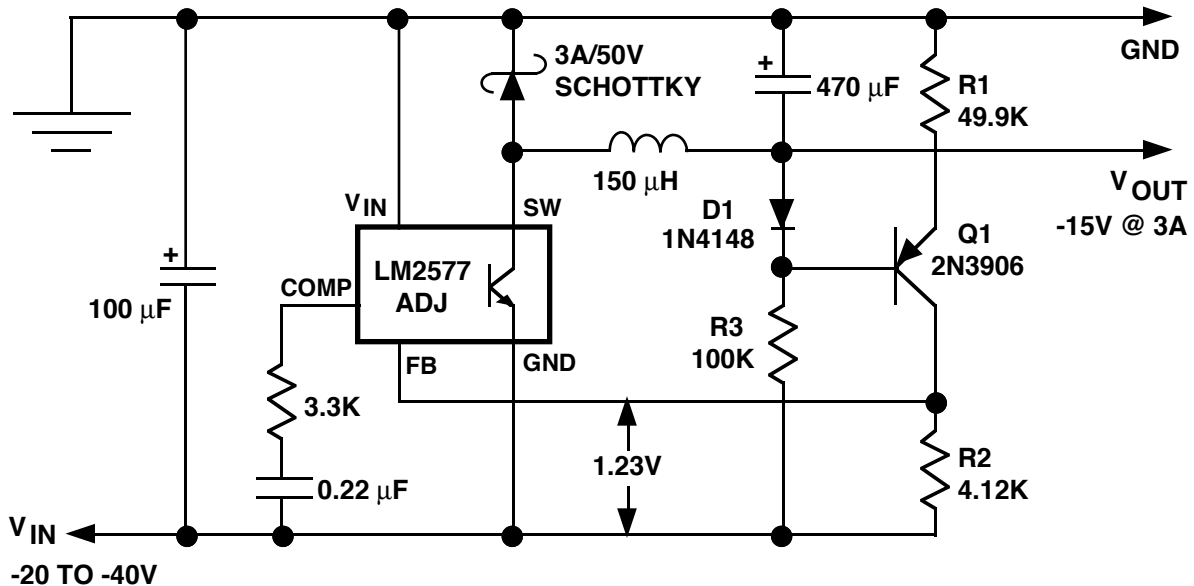 GND
3A/50V
SCHOTTKY
+
470 μF
R1
49.9K
150 μH
V OUT
-15V @ 3A
VIN
SW
D1
1N4148
Q1
2N3906
+
100 μF
COMP
LM2577
ADJ
FB
GND
R3
100K
3.3K
1.23V
R2
4.12K
0.22 μF
VIN
-20 TO -40V